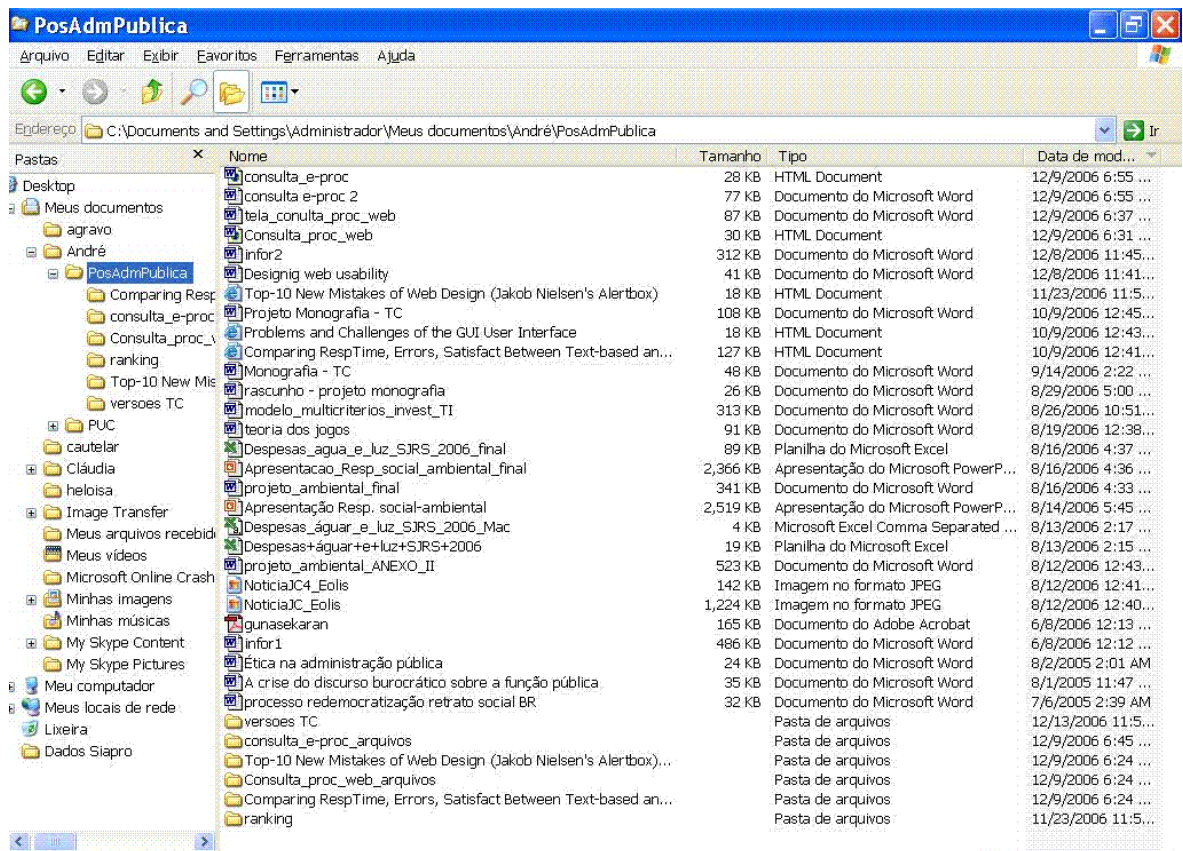 PosAdmPublica
Arquivo Editar Exibir Favoritos Ferramentas Ajuda
Endereço C:\Documents and Settings\Administrador\Meus documentos\André\PosAdmPublica Ir
Pastas x
Desktop
Meus documentos
agravo
André
PosAdmPublica
Comparing Resp
consulta_e-proc
Consulta_proc_v
ranking
Top-10 New Mis
versoes TC
PUC
cautelar
Cláudia
heloisa
Image Transfer
Meus arquivos recebid
Meus vídeos
Microsoft Online Crash
Minhas imagens
Minhas músicas
My Skype Content
My Skype Pictures
Meu computador
Meus locais de rede
Lixeira
Dados Siapro
Nome Tamanho Tipo Data de mod...
consulta_e-proc 28 KB HTML Document 12/9/2006 6:55 ...
consulta e-proc 2 77 KB Documento do Microsoft Word 12/9/2006 6:55 ...
tela_conulta_proc_web 87 KB Documento do Microsoft Word 12/9/2006 6:37 ...
Consulta_proc_web 30 KB HTML Document 12/9/2006 6:31 ...
infor2 312 KB Documento do Microsoft Word 12/8/2006 11:45...
Designig web usability 41 KB Documento do Microsoft Word 12/8/2006 11:41...
Top-10 New Mistakes of Web Design (Jakob Nielsen's Alertbox) 18 KB HTML Document 11/23/2006 11:5...
Projeto Monografia - TC 108 KB Documento do Microsoft Word 10/9/2006 12:45...
Problems and Challenges of the GUI User Interface 18 KB HTML Document 10/9/2006 12:43...
Comparing RespTime, Errors, Satisfact Between Text-based an... 127 KB HTML Document 10/9/2006 12:41...
Monografia - TC 48 KB Documento do Microsoft Word 9/14/2006 2:22 ...
rascunho - projeto monografia 26 KB Documento do Microsoft Word 8/29/2006 5:00 ...
modelo_multicriterios_invest_TI 313 KB Documento do Microsoft Word 8/26/2006 10:51...
teoria dos jogos 91 KB Documento do Microsoft Word 8/19/2006 12:38...
Despesas_agua_e_luz_SJRS_2006_final 89 KB Planilha do Microsoft Excel 8/16/2006 4:37 ...
Apresentacao_Resp_social_ambiental_final 2,366 KB Apresentação do Microsoft PowerP... 8/16/2006 4:36 ...
projeto_ambiental_final 341 KB Documento do Microsoft Word 8/16/2006 4:33 ...
Apresentação Resp. social-ambiental 2,519 KB Apresentação do Microsoft PowerP... 8/14/2006 5:45 ...
Despesas_águar_e_luz_SJRS_2006_Mac 4 KB Microsoft Excel Comma Separated ... 8/13/2006 2:17 ...
Despesas+águar+e+luz+SJRS+2006 19 KB Planilha do Microsoft Excel 8/13/2006 2:15 ...
projeto_ambiental_ANEXO_II 523 KB Documento do Microsoft Word 8/12/2006 12:43...
NoticiaJC4_Eolis 142 KB Imagem no formato JPEG 8/12/2006 12:41...
NoticiaJC_Eolis 1,224 KB Imagem no formato JPEG 8/12/2006 12:40...
gunasekaran 165 KB Documento do Adobe Acrobat 6/8/2006 12:13 ...
infor1 486 KB Documento do Microsoft Word 6/8/2006 12:12 ...
Ética na administração pública 24 KB Documento do Microsoft Word 8/2/2005 2:01 AM
A crise do discurso burocrático sobre a função pública 35 KB Documento do Microsoft Word 8/1/2005 11:47 ...
processo redemocratização retrato social BR 32 KB Documento do Microsoft Word 7/6/2005 2:39 AM
versoes TC Pasta de arquivos 12/13/2006 11:5...
consulta_e-proc_arquivos Pasta de arquivos 12/9/2006 6:45 ...
Top-10 New Mistakes of Web Design (Jakob Nielsen's Alertbox)... Pasta de arquivos 12/9/2006 6:24 ...
Consulta_proc_web_arquivos Pasta de arquivos 12/9/2006 6:24 ...
Comparing RespTime, Errors, Satisfact Between Text-based an... Pasta de arquivos 12/9/2006 6:24 ...
ranking Pasta de arquivos 11/23/2006 11:5...